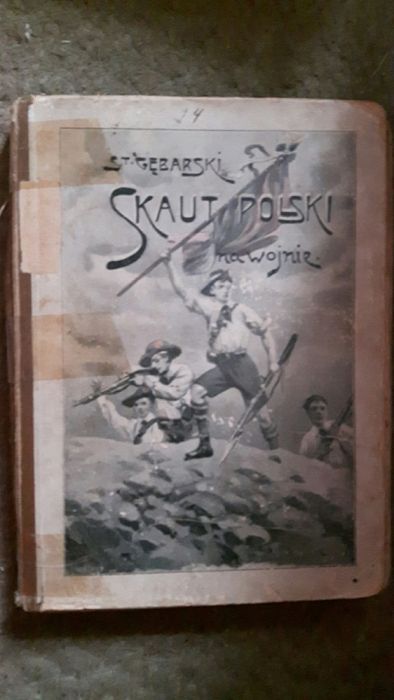 24
ST. GĘBARSKI
SKAUT POLSKI
na wojnie.